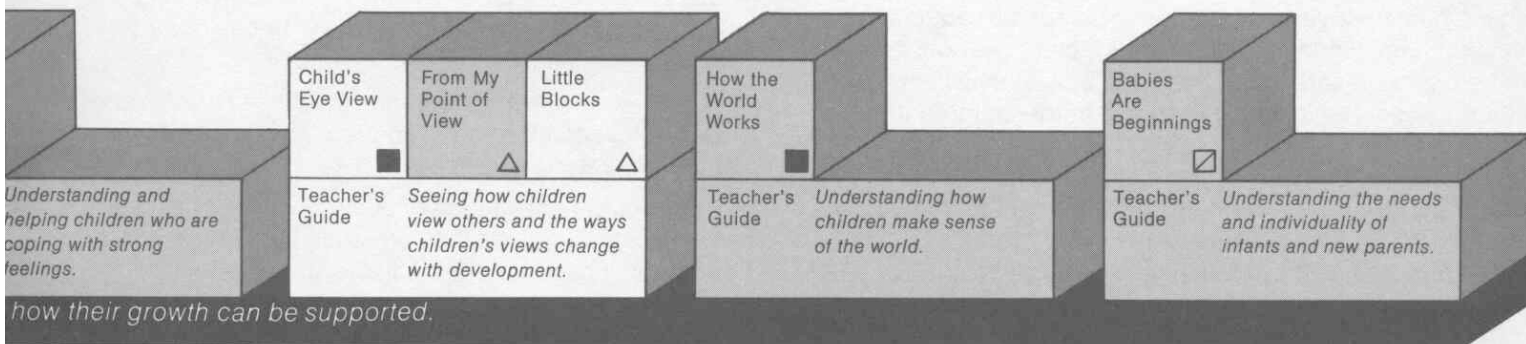 Child's
Eye View
From My
Point of
View
Little
Blocks
How the
World
Works
Babies
Are
Beginnings
Understanding and
helping children who are
coping with strong
feelings.
Teacher's
Guide
Seeing how children
view others and the ways
children's views change
with development.
Teacher's
Guide
Understanding how
children make sense
of the world.
Teacher's
Guide
Understanding the needs
and individuality of
infants and new parents.
how their growth can be supported.